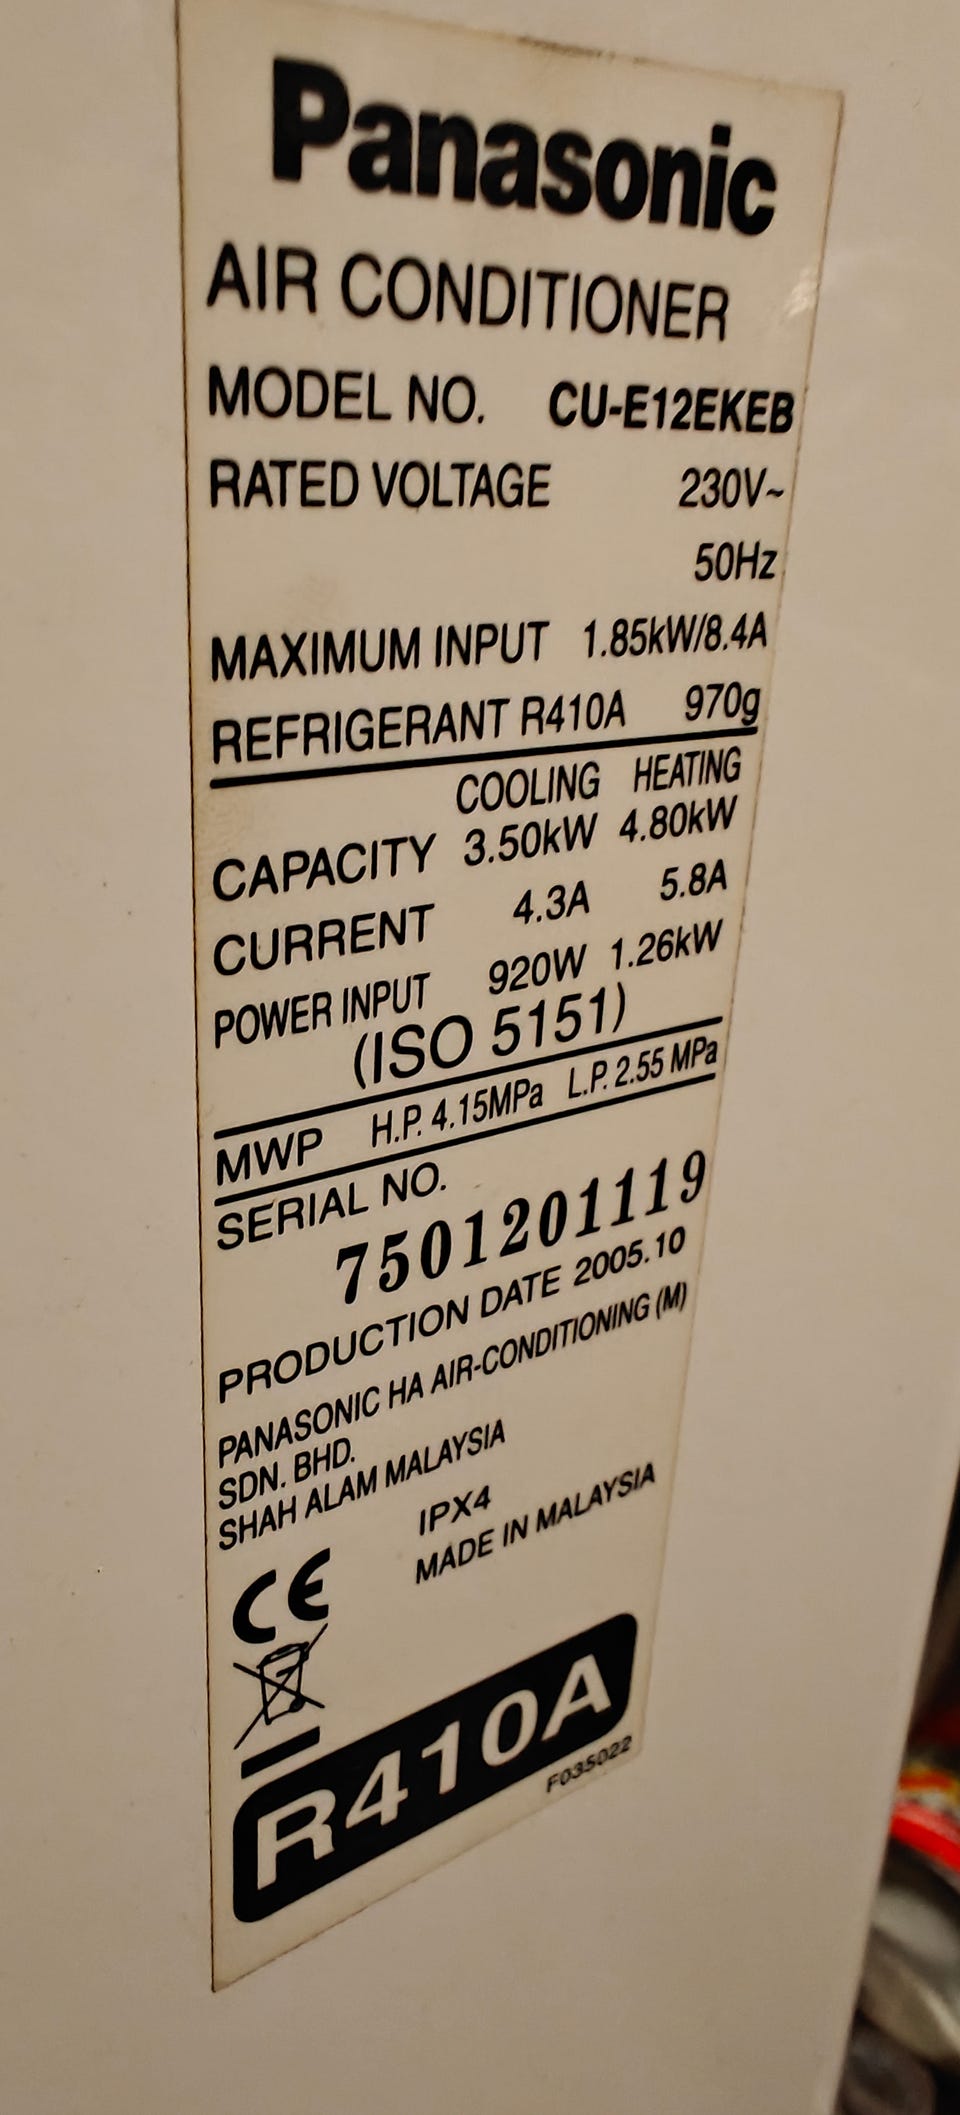 Panasonic
AIR CONDITIONER
MODEL NO. CU-E12EKEB
RATED VOLTAGE 230V~
50Hz
MAXIMUM INPUT 1.85kW/8.4A
REFRIGERANT R410A 970g
COOLING HEATING
CAPACITY 3.50kW 4.80kW
CURRENT 4.3A 5.8A
POWER INPUT 920W 1.26kW
(ISO 5151)
MWP H.P. 4.15MPa L.P. 2.55 MPa
SERIAL NO.
7501201119
PRODUCTION DATE 2005.10
PANASONIC HA AIR-CONDITIONING (M)
SDN. BHD.
SHAH ALAM MALAYSIA
IPX4
MADE IN MALAYSIA
CE
R410A
F035022